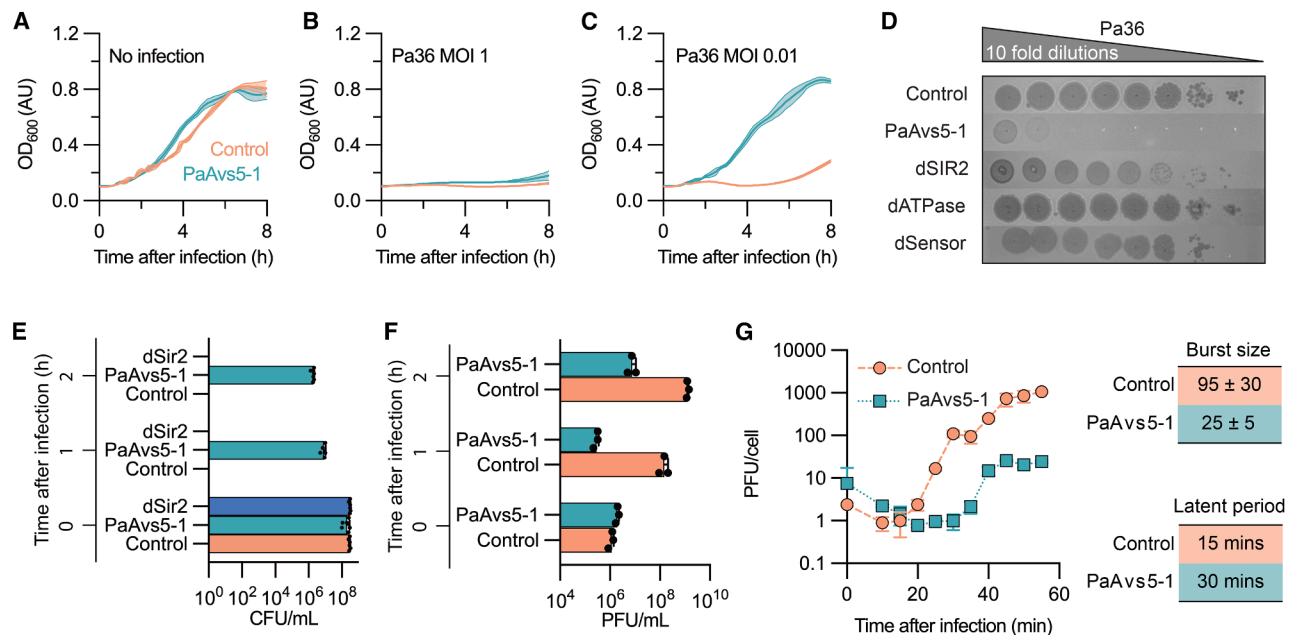 A
1.2
0.8
0.4
0.0
OD600 (AU)
No infection
Control
PaAvs5-1
0
4
8
Time after infection (h)
B
1.2
0.8
0.4
0.0
OD600 (AU)
Pa36 MOI 1
0
4
8
Time after infection (h)
C
1.2
0.8
0.4
0.0
OD600 (AU)
Pa36 MOI 0.01
0
4
8
Time after infection (h)
D
Pa36
10 fold dilutions
Control
PaAvs5-1
dSIR2
dATPase
dSensor
E
Time after infection (h)
2
1
0
dSir2
PaAvs5-1
Control
dSir2
PaAvs5-1
Control
dSir2
PaAvs5-1
Control
10^0 10^2 10^4 10^6 10^8
CFU/mL
F
Time after infection (h)
2
1
0
PaAvs5-1
Control
PaAvs5-1
Control
PaAvs5-1
Control
10^4 10^6 10^8 10^10
PFU/mL
G
10000
1000
100
10
1
0.1
PFU/cell
Control
PaAvs5-1
0 20 40 60
Time after infection (min)
Burst size
Control 95 ± 30
PaAvs5-1 25 ± 5
Latent period
Control 15 mins
PaAvs5-1 30 mins